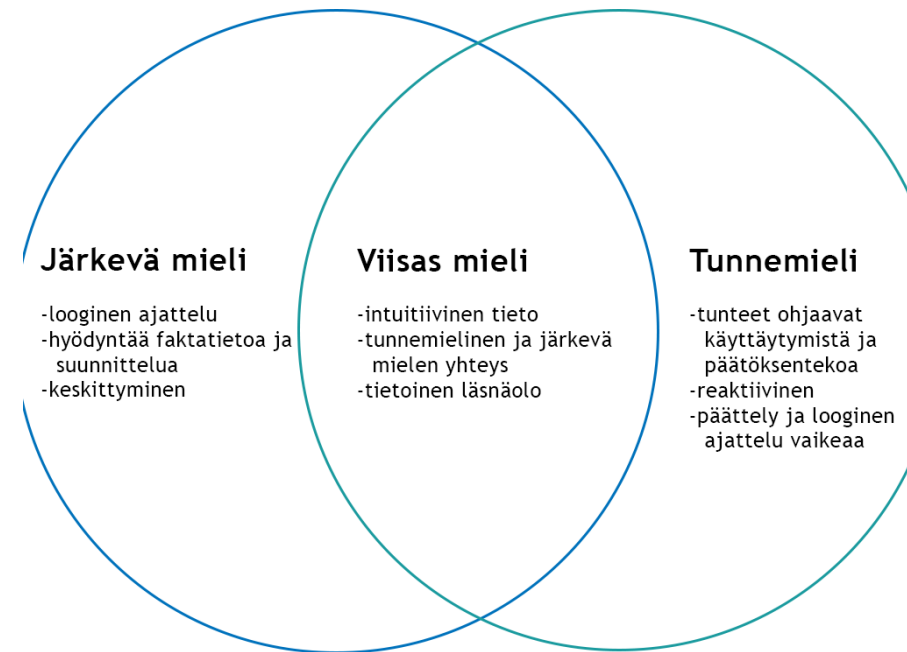 Järkevä mieli
-looginen ajattelu
-hyödyntää faktatietoa ja
suunnittelua
-keskittyminen
Viisas mieli
-intuitiivinen tieto
-tunnemielinen ja järkevä
mielen yhteys
-tietoinen läsnäolo
Tunnemieli
-tunteet ohjaavat
käyttäytymistä ja
päätöksentekoa
-reaktiivinen
-päättely ja looginen
ajattelu vaikeaa